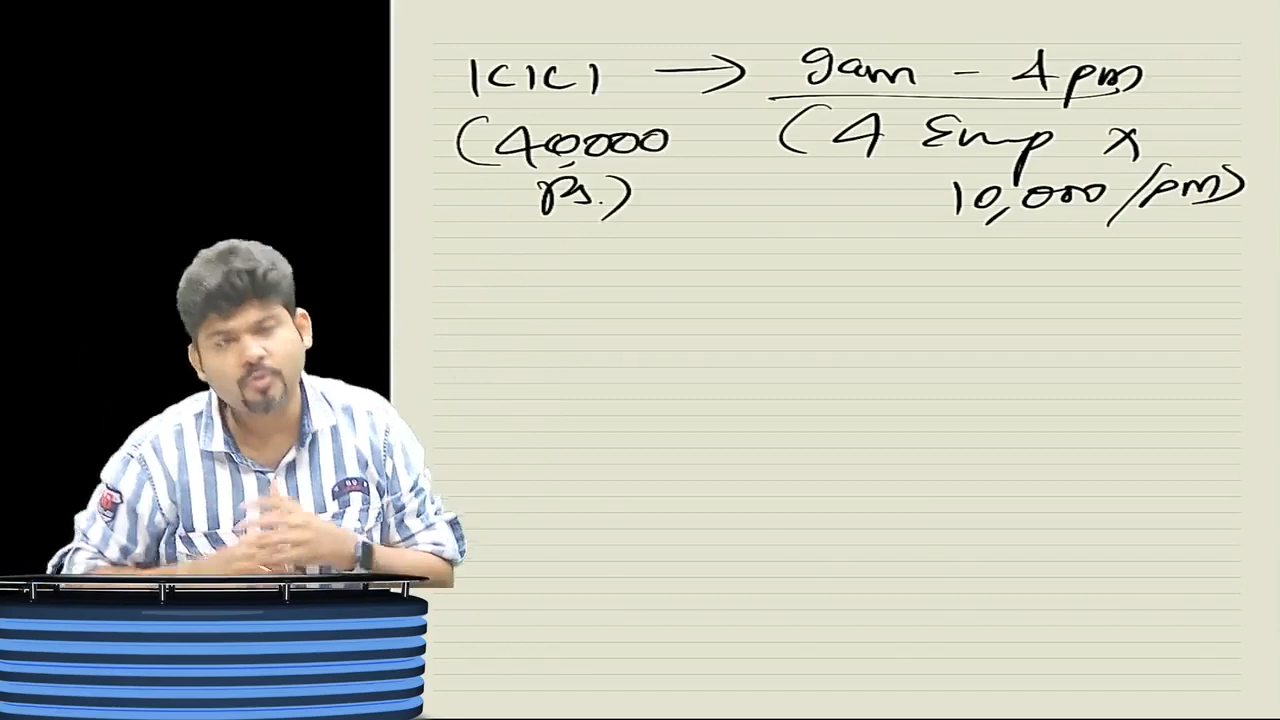 ICICI → 9am - 4pm
(40000 (4 Emp x
Rs.) 10,000/pm)